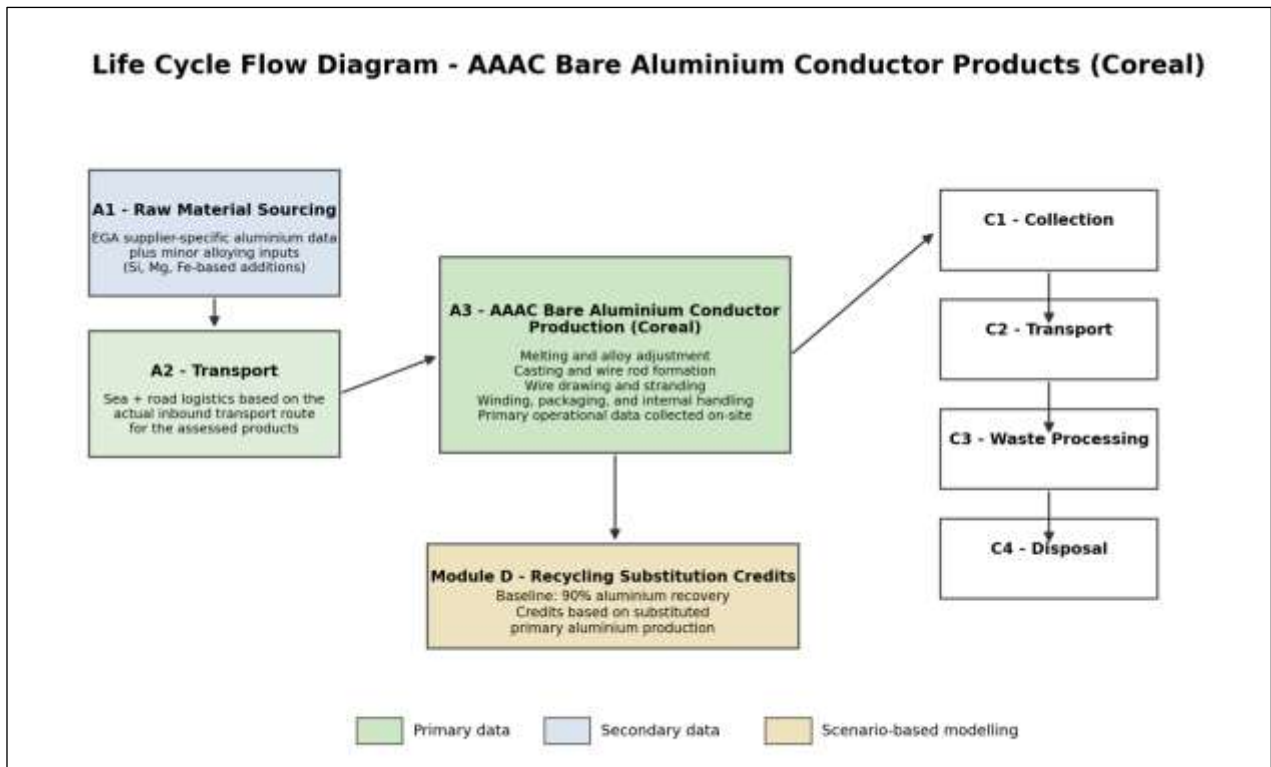 Life Cycle Flow Diagram - AAAC Bare Aluminium Conductor Products (Coreal)
A1 - Raw Material Sourcing
EGA supplier-specific aluminium data
plus minor alloying inputs
(Si, Mg, Fe-based additions)
A2 - Transport
Sea + road logistics based on the
actual inbound transport route
for the assessed products
A3 - AAAC Bare Aluminium Conductor
Production (Coreal)
Melting and alloy adjustment
Casting and wire rod formation
Wire drawing and stranding
Winding, packaging, and internal handling
Primary operational data collected on-site
Module D - Recycling Substitution Credits
Baseline: 90% aluminium recovery
Credits based on substituted
primary aluminium production
C1 - Collection
C2 - Transport
C3 - Waste Processing
C4 - Disposal
Primary data
Secondary data
Scenario-based modelling